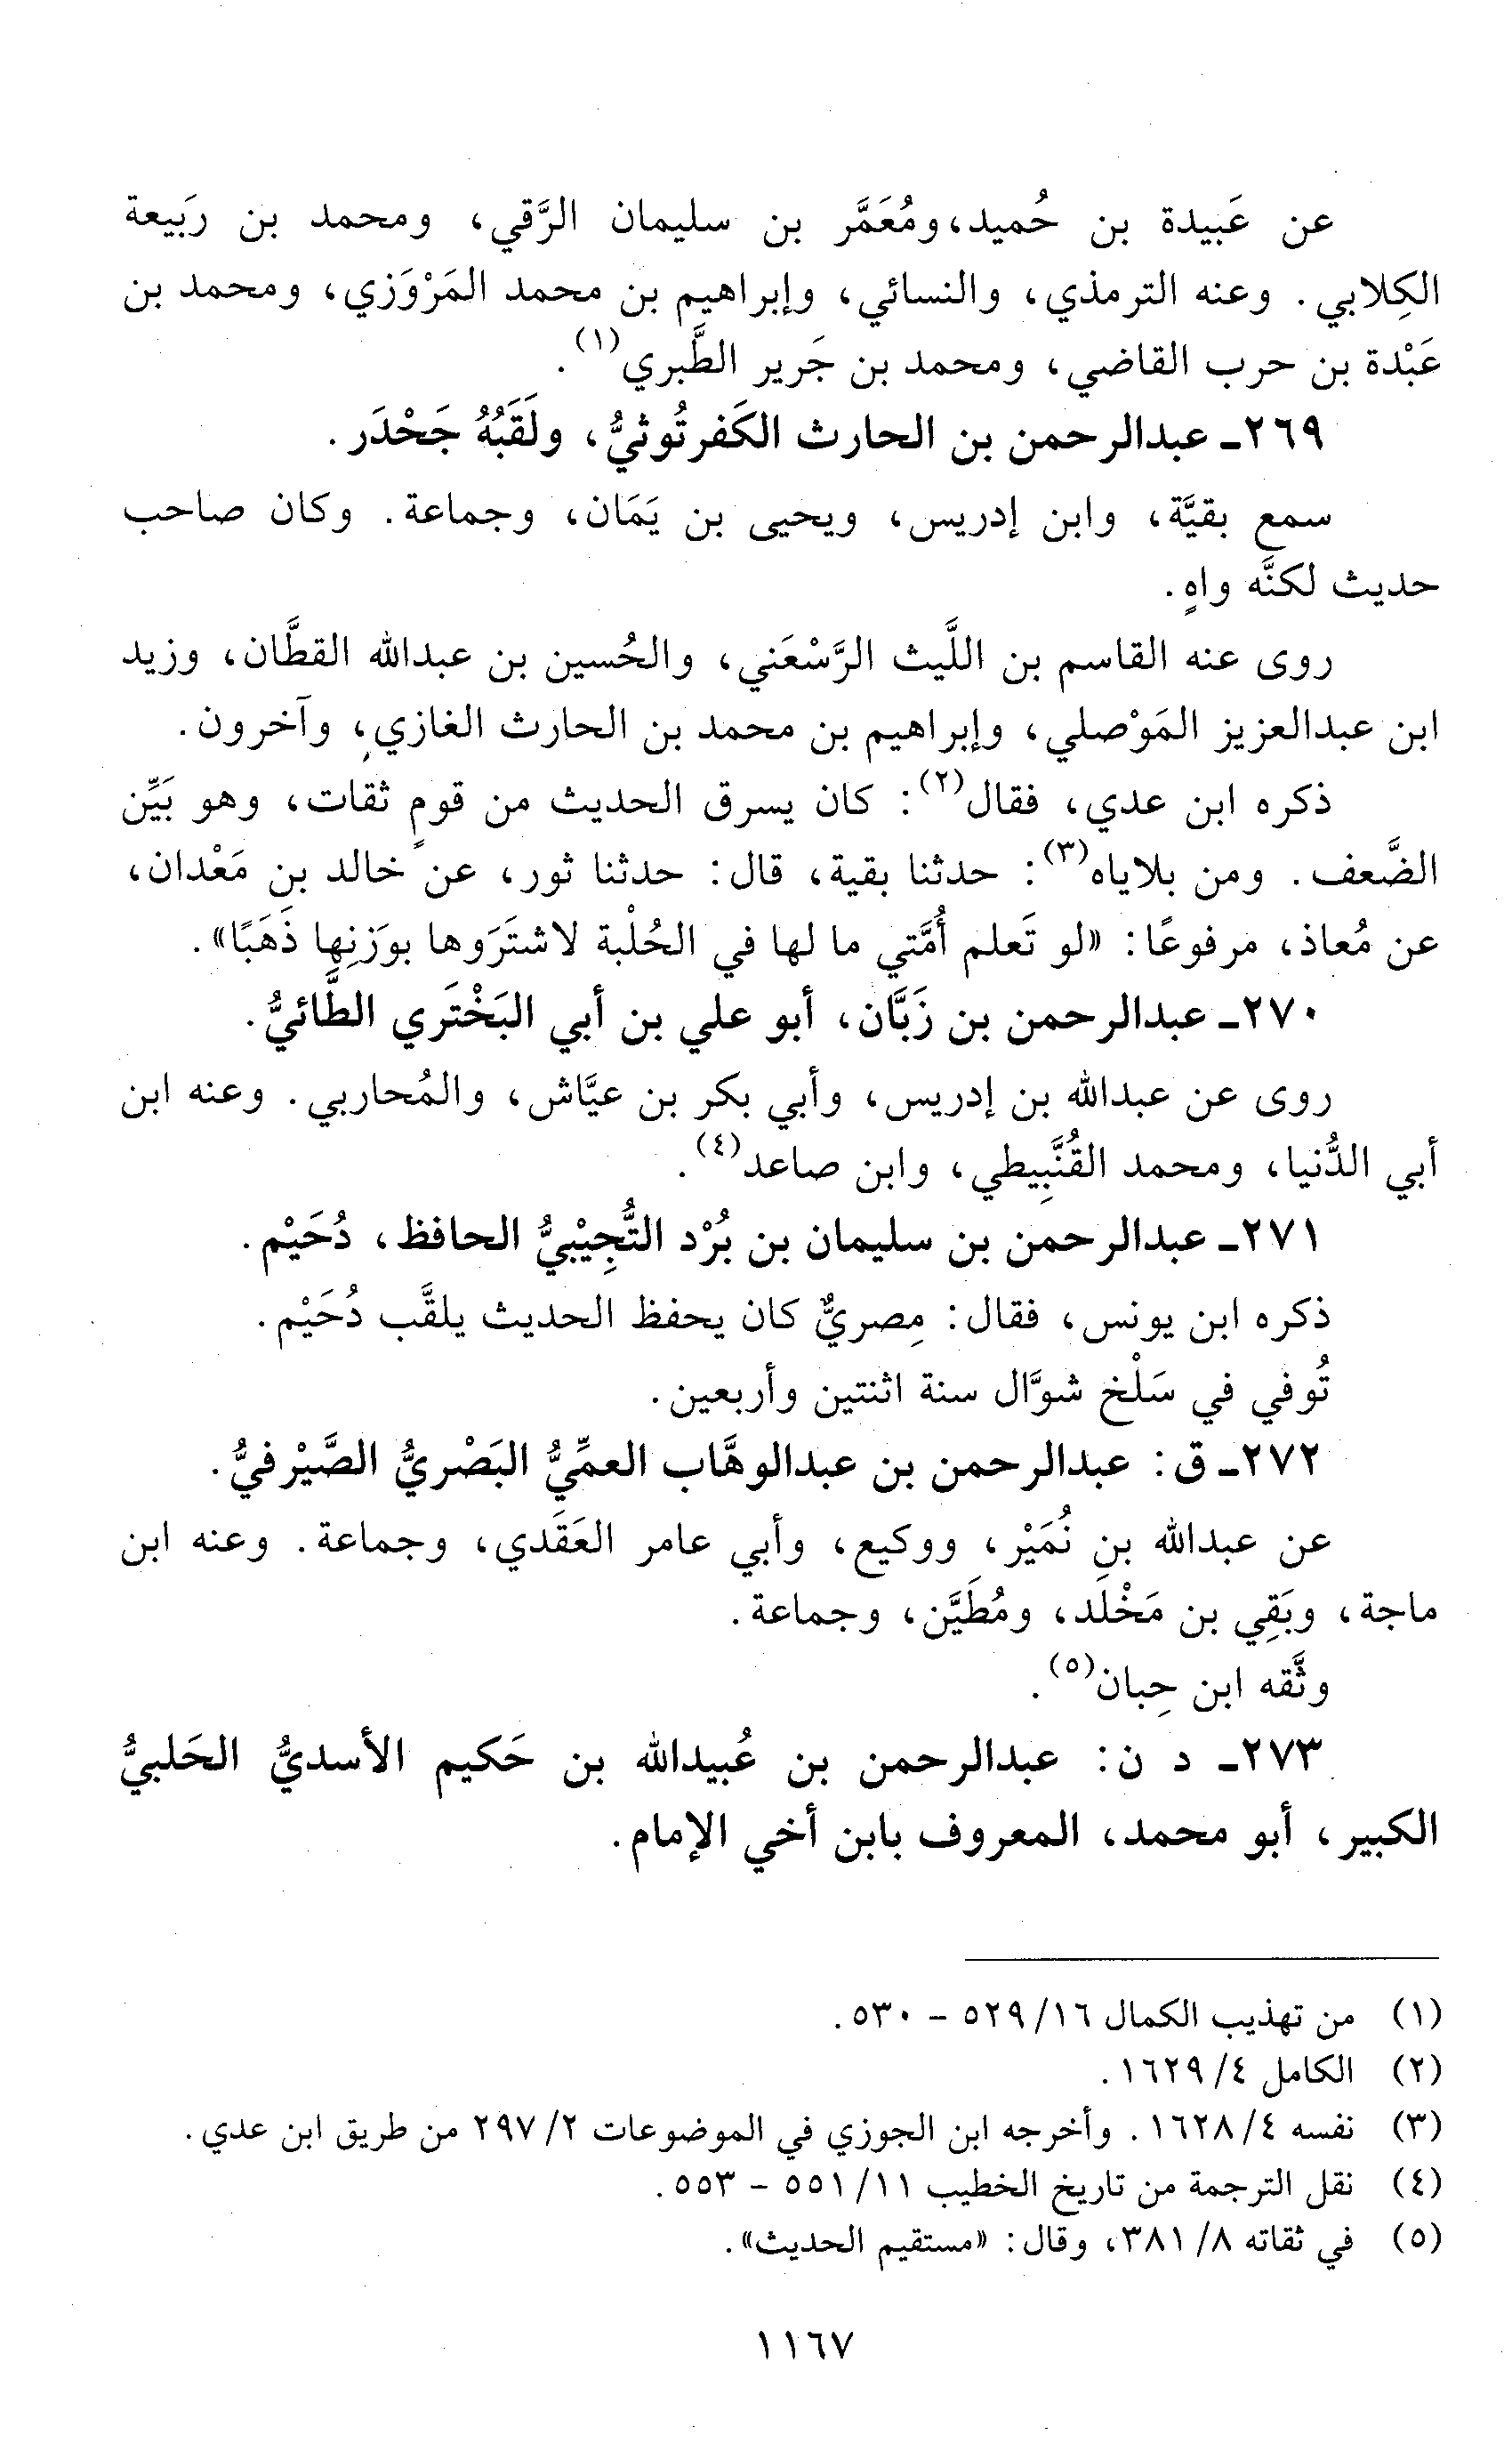 عن عَبيدة بن حُميد، ومُعَمَّر بن سليمان الرَّقي، ومحمد بن رَبيعة
الكِلابي. وعنه الترمذي، والنسائي، وإبراهيم بن محمد المَرْوَزي، ومحمد بن
عَبْدة بن حرب القاضي، ومحمد بن جَرير الطَّبري(١).
٢٦٩ـ عبدالرحمن بن الحارث الكَفرتُوثيُّ، ولَقَبُهُ جَحْدَر.
سمع بقيَّة، وابن إدريس، ويحيى بن يَمَان، وجماعة. وكان صاحب
حديث لكنَّه واهٍ.
روى عنه القاسم بن اللَّيث الرَّسْعَني، والحُسين بن عبدالله القطَّان، وزيد
ابن عبدالعزيز المَوْصلي، وإبراهيم بن محمد بن الحارث الغازي، وآخرون.
ذكره ابن عدي، فقال(٢): كان يسرق الحديث من قومٍ ثقات، وهو بَيِّن
الضَّعف. ومن بلاياه(٣): حدثنا بقية، قال: حدثنا ثور، عن خالد بن مَعْدان،
عن مُعاذ، مرفوعًا: «لو تَعلم أُمَّتي ما لها في الحُلْبة لاشتَرَوها بوَزنِها ذَهَبًا».
٢٧٠ـ عبدالرحمن بن زَبَّان، أبو علي بن أبي البَخْتَري الطَّائيُّ.
روى عن عبدالله بن إدريس، وأبي بكر بن عيَّاش، والمُحاربي. وعنه ابن
أبي الدُّنيا، ومحمد القُنَّبِيطي، وابن صاعد(٤).
٢٧١ـ عبدالرحمن بن سليمان بن بُرْد التُّجِيْبيُّ الحافظ، دُحَيْم.
ذكره ابن يونس، فقال: مِصريٌّ كان يحفظ الحديث يلقَّب دُحَيْم.
تُوفي في سَلْخ شوَّال سنة اثنتين وأربعين.
٢٧٢ـ ق: عبدالرحمن بن عبدالوهَّاب العمِّيُّ البَصْريُّ الصَّيْرفيُّ.
عن عبدالله بن نُمَيْر، ووكيع، وأبي عامر العَقَدي، وجماعة. وعنه ابن
ماجة، وبَقِي بن مَخْلَد، ومُطَيَّن، وجماعة.
وثَّقه ابن حِبان(٥).
٢٧٣ـ د ن: عبدالرحمن بن عُبيدالله بن حَكيم الأسديُّ الحَلبيُّ
الكبير، أبو محمد، المعروف بابن أخي الإمام.
(١) من تهذيب الكمال ١٦/ ٥٢٩ - ٥٣٠.
(٢) الكامل ٤/ ١٦٢٩.
(٣) نفسه ٤/ ١٦٢٨. وأخرجه ابن الجوزي في الموضوعات ٢/ ٢٩٧ من طريق ابن عدي.
(٤) نقل الترجمة من تاريخ الخطيب ١١/ ٥٥١ - ٥٥٣.
(٥) في ثقاته ٨/ ٣٨١، وقال: «مستقيم الحديث».
١١٦٧